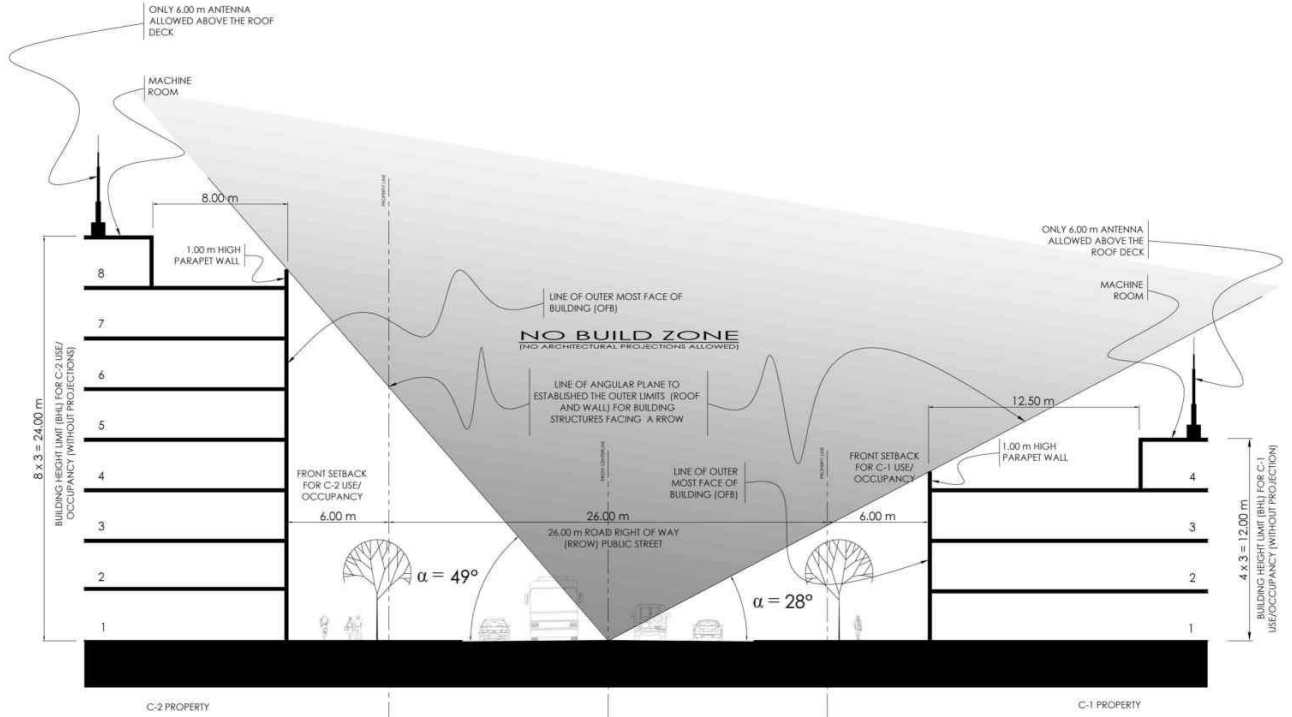 ONLY 6.00 m ANTENNA
ALLOWED ABOVE THE ROOF
DECK
MACHINE
ROOM
8.00 m
1.00 m HIGH
PARAPET WALL
PROPERTY LINE
8
7
6
5
4
3
2
1
8 x 3 = 24.00 m
BUILDING HEIGHT LIMIT (BHL) FOR C-2 USE/
OCCUPANCY (WITHOUT PROJECTIONS)
LINE OF OUTER MOST FACE OF
BUILDING (OFB)
NO BUILD ZONE
(NO ARCHITECTURAL PROJECTIONS ALLOWED)
LINE OF ANGULAR PLANE TO
ESTABLISHED THE OUTER LIMITS (ROOF
AND WALL) FOR BUILDING
STRUCTURES FACING A RROW
RROW CENTERLINE
PROPERTY LINE
FRONT SETBACK
FOR C-2 USE/
OCCUPANCY
6.00 m
LINE OF OUTER
MOST FACE OF
BUILDING (OFB)
26.00 m
26.00 m ROAD RIGHT OF WAY
(RROW) PUBLIC STREET
FRONT SETBACK
FOR C-1 USE/
OCCUPANCY
6.00 m
α = 49°
α = 28°
ONLY 6.00 m ANTENNA
ALLOWED ABOVE THE
ROOF DECK
MACHINE
ROOM
12.50 m
1.00 m HIGH
PARAPET WALL
4
3
2
1
4 x 3 = 12.00 m
BUILDING HEIGHT LIMIT (BHL) FOR C-1
USE/OCCUPANCY (WITHOUT PROJECTION)
C-2 PROPERTY
C-1 PROPERTY